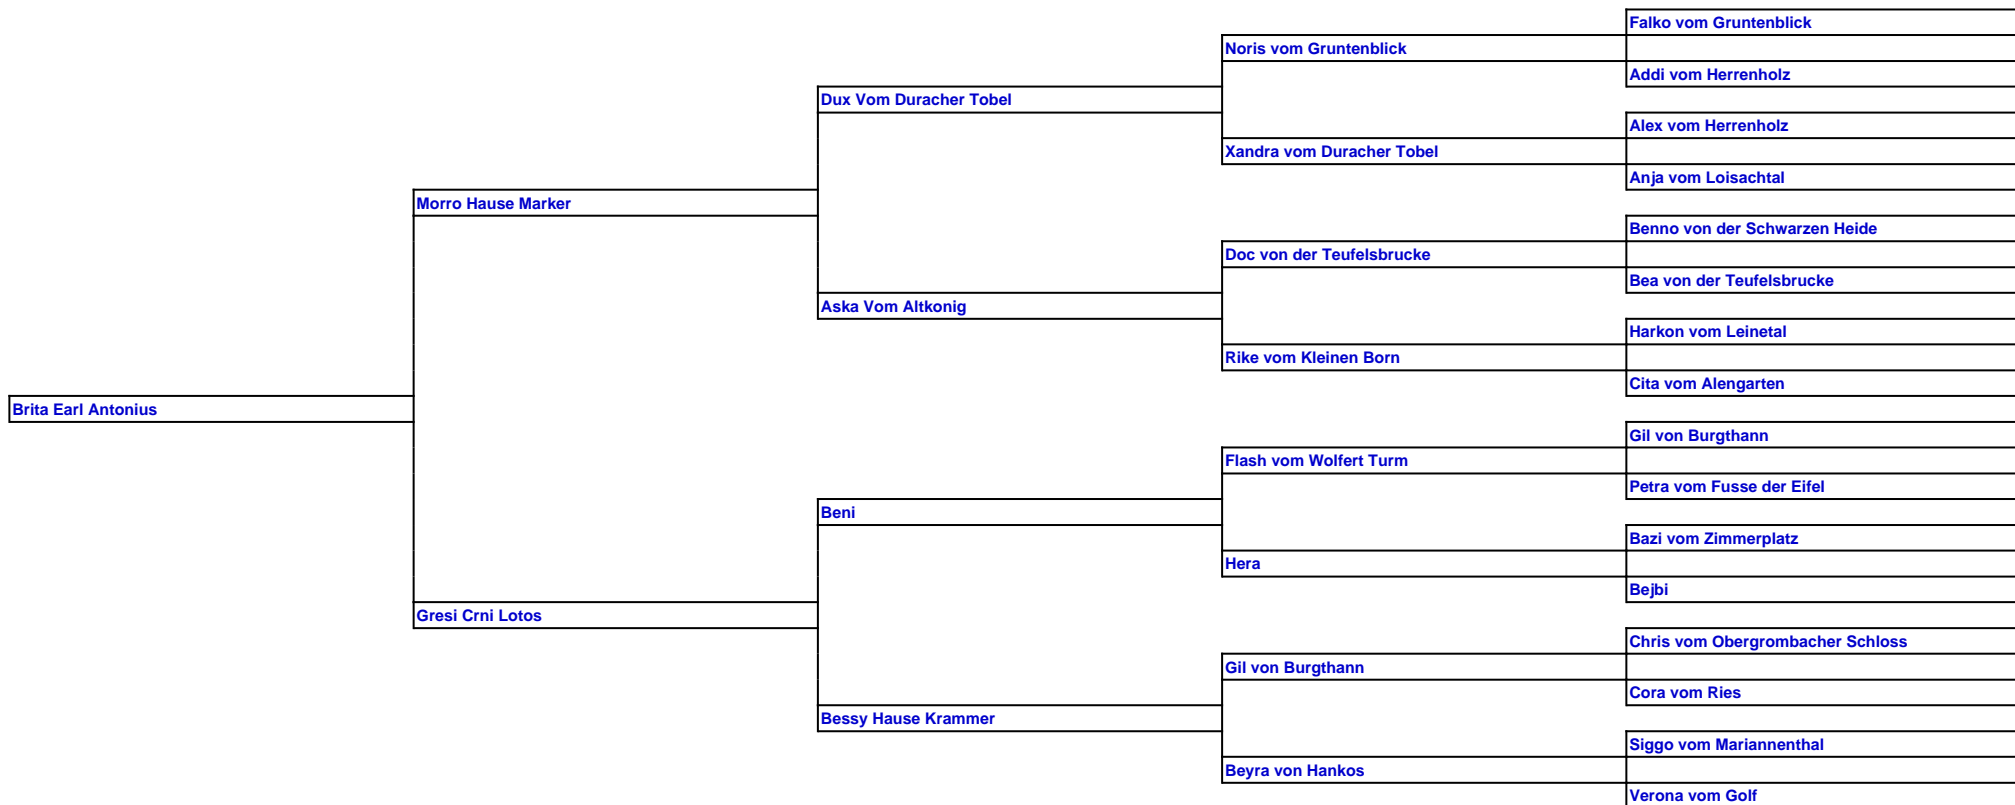 Falko vom Gruntenblick
Noris vom Gruntenblick
Addi vom Herrenholz
Dux Vom Duracher Tobel
Alex vom Herrenholz
Xandra vom Duracher Tobel
Anja vom Loisachtal
Morro Hause Marker
Benno von der Schwarzen Heide
Doc von der Teufelsbrucke
Bea von der Teufelsbrucke
Aska Vom Altkonig
Harkon vom Leinetal
Rike vom Kleinen Born
Cita vom Alengarten
Brita Earl Antonius
Gil von Burgthann
Flash vom Wolfert Turm
Petra vom Fusse der Eifel
Beni
Bazi vom Zimmerplatz
Hera
Bejbi
Gresi Crni Lotos
Chris vom Obergrombacher Schloss
Gil von Burgthann
Cora vom Ries
Bessy Hause Krammer
Siggo vom Mariannenthal
Beyra von Hankos
Verona vom Golf